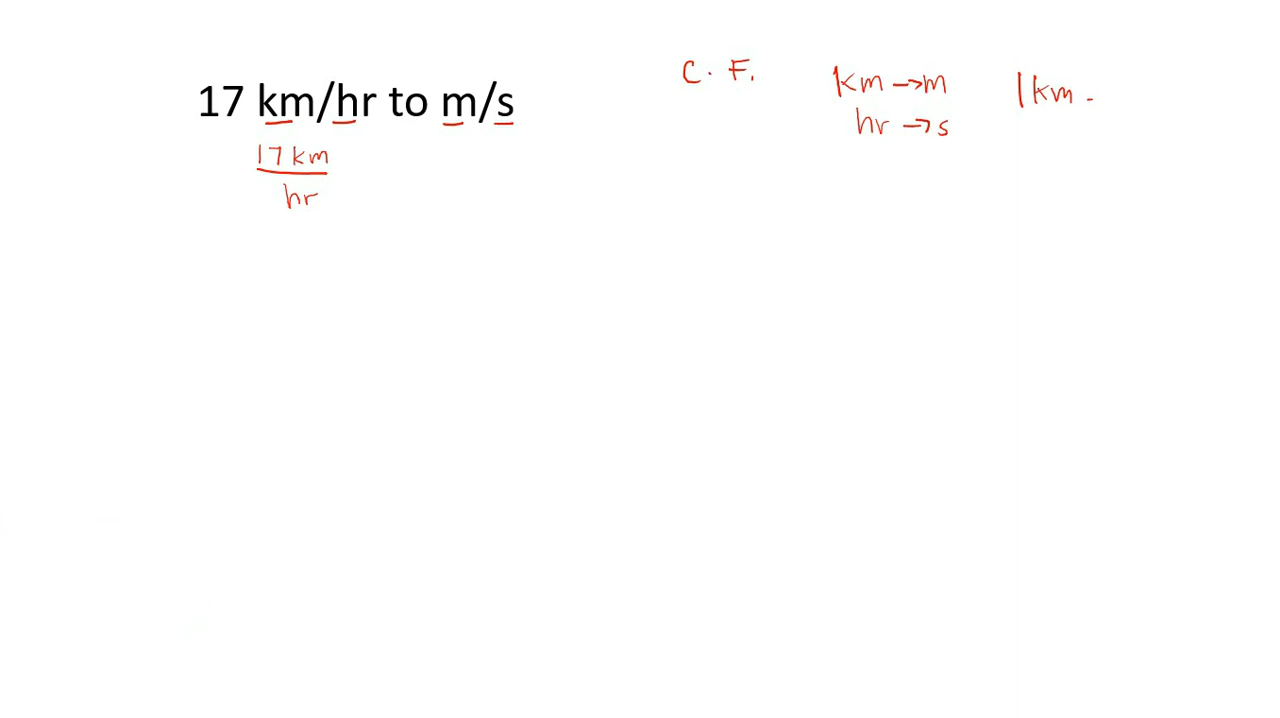 17 km/hr to m/s
17 km
hr
C. F.
km → m
hr → s
1 km -